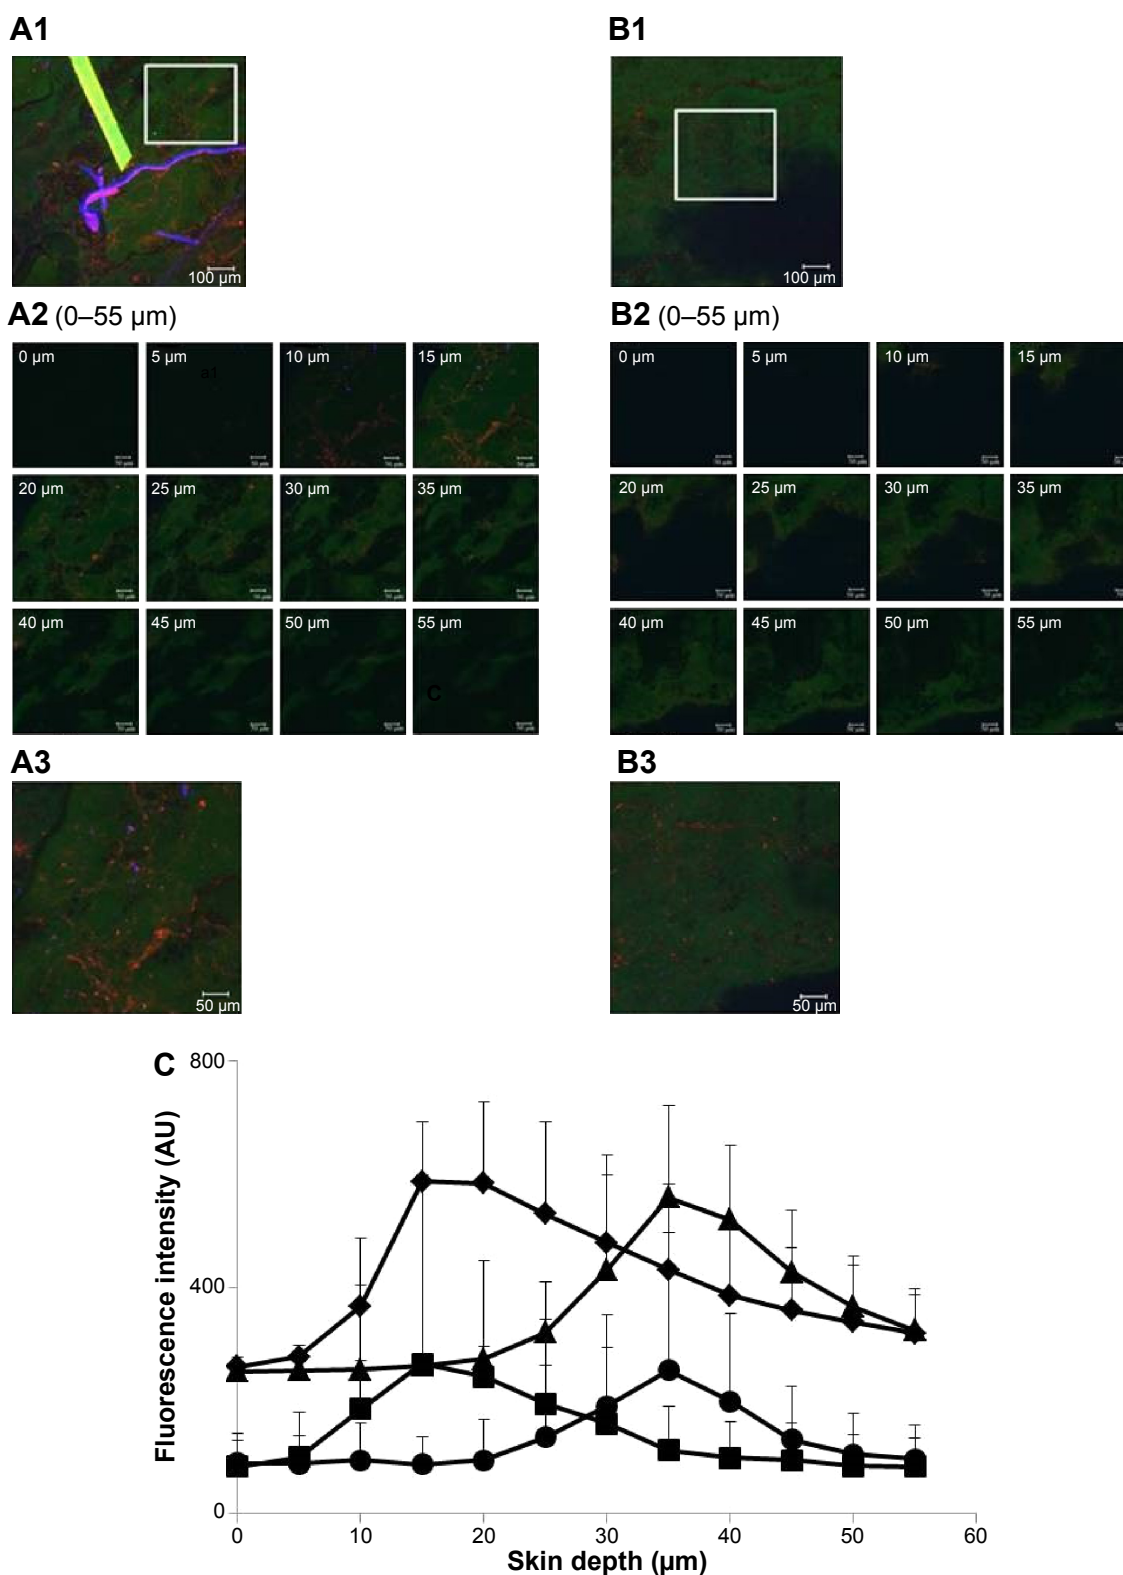 A1
B1
100 µm
100 µm
A2 (0–55 µm)
B2 (0–55 µm)
0 µm
5 µm
10 µm
15 µm
0 µm
5 µm
10 µm
15 µm
a1
20 µm
25 µm
30 µm
35 µm
20 µm
25 µm
30 µm
35 µm
40 µm
45 µm
50 µm
55 µm
40 µm
45 µm
50 µm
55 µm
C
A3
B3
50 µm
50 µm
C
800
400
0
Fluorescence intensity (AU)
0
10
20
30
40
50
60
Skin depth (µm)